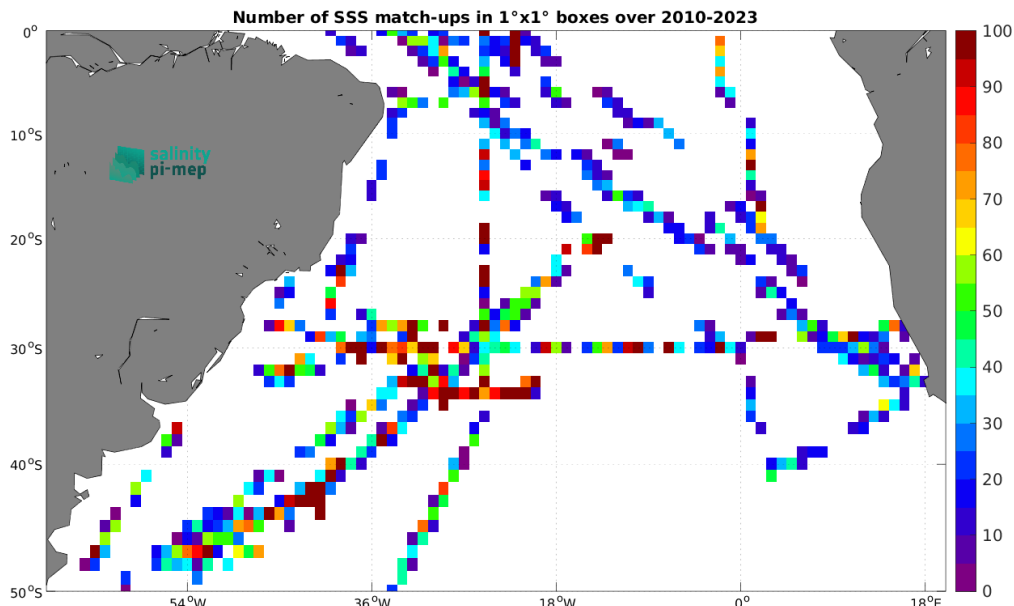 Number of SSS match-ups in 1°x1° boxes over 2010-2023
0°
10°S
20°S
30°S
40°S
50°S
54°W
36°W
18°W
0°
18°E
salinity
pi-mep
100
90
80
70
60
50
40
30
20
10
0